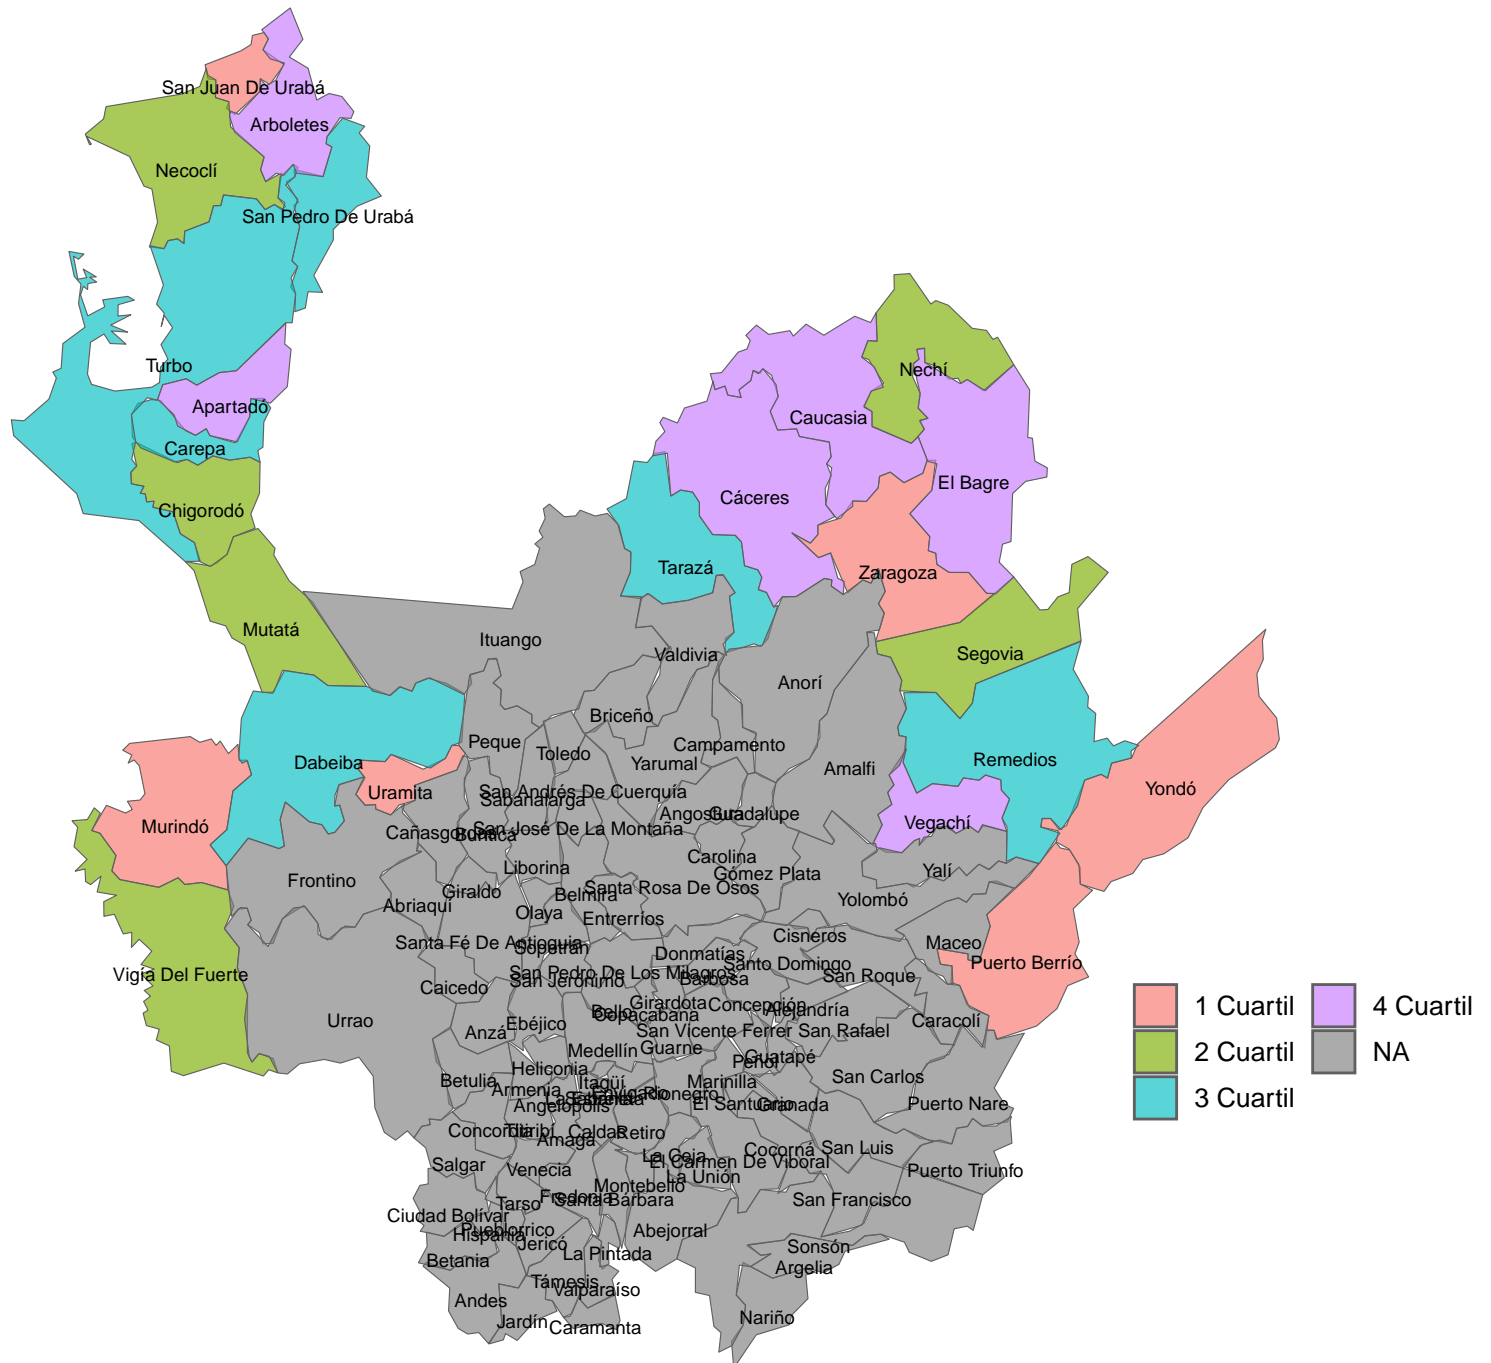 San Juan De Urabá
Arboletes
Necoclí
San Pedro De Urabá
Turbo
Apartadó
Carepa
Chigorodó
Mutatá
Nechí
Caucasia
El Bagre
Cáceres
Tarazá
Zaragoza
Ituango
Valdivia
Segovia
Anorí
Briceño
Peque
Toledo
Campamento
Yarumal
Dabeiba
Amalfi
Remedios
Yondó
Uramita
San Andrés De Cuerquía
Sabanalarga
Angostura
Guadalupe
Murindó
Cañasgordas
Buriticá
San José De La Montaña
Vegachí
Carolina
Liborina
Gómez Plata
Yalí
Frontino
Giraldo
Belmira
Santa Rosa De Osos
Yolombó
Abriaquí
Olaya
Entrerríos
Cisneros
Santa Fé De Antioquia
Sopetrán
Donmatías
Maceo
Santo Domingo
Puerto Berrío
Vigía Del Fuerte
San Pedro De Los Milagros
San Jerónimo
Barbosa
San Roque
Caicedo
Girardota
Concepción
Alejandría
Bello
Copacabana
Urrao
Anzá
Ebéjico
San Vicente Ferrer
San Rafael
Caracolí
Medellín
Guarne
Guatapé
Peñol
Heliconia
Betulia
Armenia
Itagüí
Envigado
Rionegro
Marinilla
San Carlos
La Estrella
Sabaneta
Angelópolis
El Santuario
Granada
Puerto Nare
Concordia
Titiribí
Amagá
Caldas
Retiro
La Ceja
Cocorná
San Luis
Salgar
Venecia
El Carmen De Viboral
La Unión
Puerto Triunfo
Montebello
Tarso
Fredonia
Santa Bárbara
San Francisco
Ciudad Bolívar
Pueblorrico
Hispania
Jericó
Abejorral
La Pintada
Sonsón
Betania
Argelia
Támesis
Valparaíso
Andes
Jardín
Caramanta
Nariño
1 Cuartil
2 Cuartil
3 Cuartil
4 Cuartil
NA